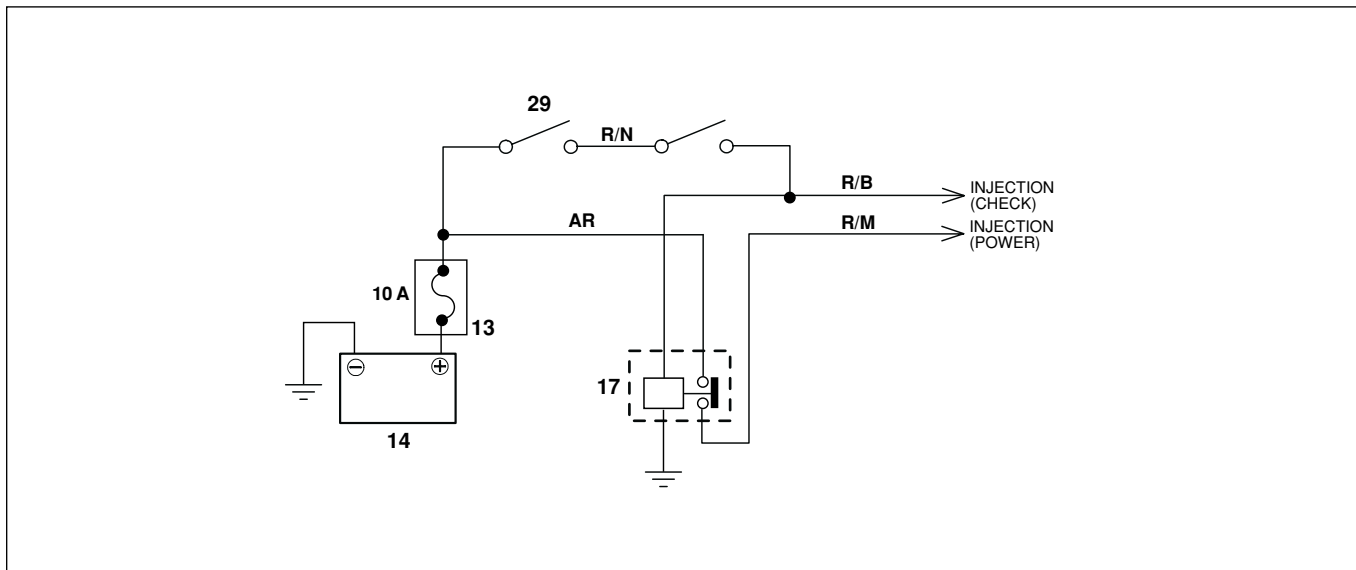 29
R/N
R/B
INJECTION
(CHECK)
AR
R/M
INJECTION
(POWER)
10 A
13
17
14